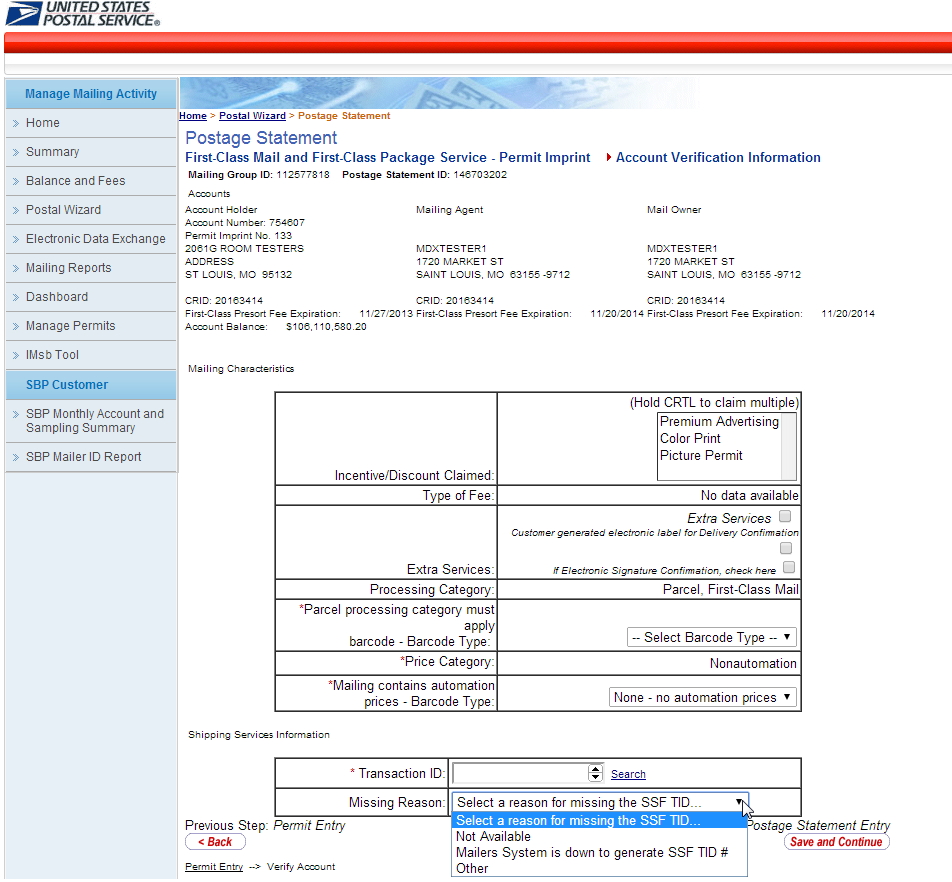 UNITED STATES
POSTAL SERVICE®
Manage Mailing Activity
» Home
» Summary
» Balance and Fees
» Postal Wizard
» Electronic Data Exchange
» Mailing Reports
» Dashboard
» Manage Permits
» IMsb Tool
SBP Customer
» SBP Monthly Account and
Sampling Summary
» SBP Mailer ID Report
Home > Postal Wizard > Postage Statement
Postage Statement
First-Class Mail and First-Class Package Service - Permit Imprint Account Verification Information
Mailing Group ID: 112577818 Postage Statement ID: 146703202
Accounts
Account Holder Mailing Agent Mail Owner
Account Number: 754607
Permit Imprint No. 133
2061G ROOM TESTERS MDXTESTER1 MDXTESTER1
ADDRESS 1720 MARKET ST 1720 MARKET ST
ST LOUIS, MO 95132 SAINT LOUIS, MO 63155 -9712 SAINT LOUIS, MO 63155 -9712
CRID: 20163414 CRID: 20163414 CRID: 20163414
First-Class Presort Fee Expiration: 11/27/2013 First-Class Presort Fee Expiration: 11/20/2014 First-Class Presort Fee Expiration: 11/20/2014
Account Balance: $106,110,580.20
Mailing Characteristics
(Hold CRTL to claim multiple)
Premium Advertising
Color Print
Picture Permit
Incentive/Discount Claimed:
Type of Fee: No data available
Extra Services
Customer generated electronic label for Delivery Confimation
Extra Services: If Electronic Signature Confimation, check here
Processing Category: Parcel, First-Class Mail
*Parcel processing category must
apply
barcode - Barcode Type: -- Select Barcode Type --
*Price Category: Nonautomation
*Mailing contains automation
prices - Barcode Type: None - no automation prices
Shipping Services Information
* Transaction ID: Search
Missing Reason: Select a reason for missing the SSF TID...
Select a reason for missing the SSF TID...
Not Available
Mailers System is down to generate SSF TID #
Other
Previous Step: Permit Entry Postage Statement Entry
< Back Save and Continue
Permit Entry --> Verify Account